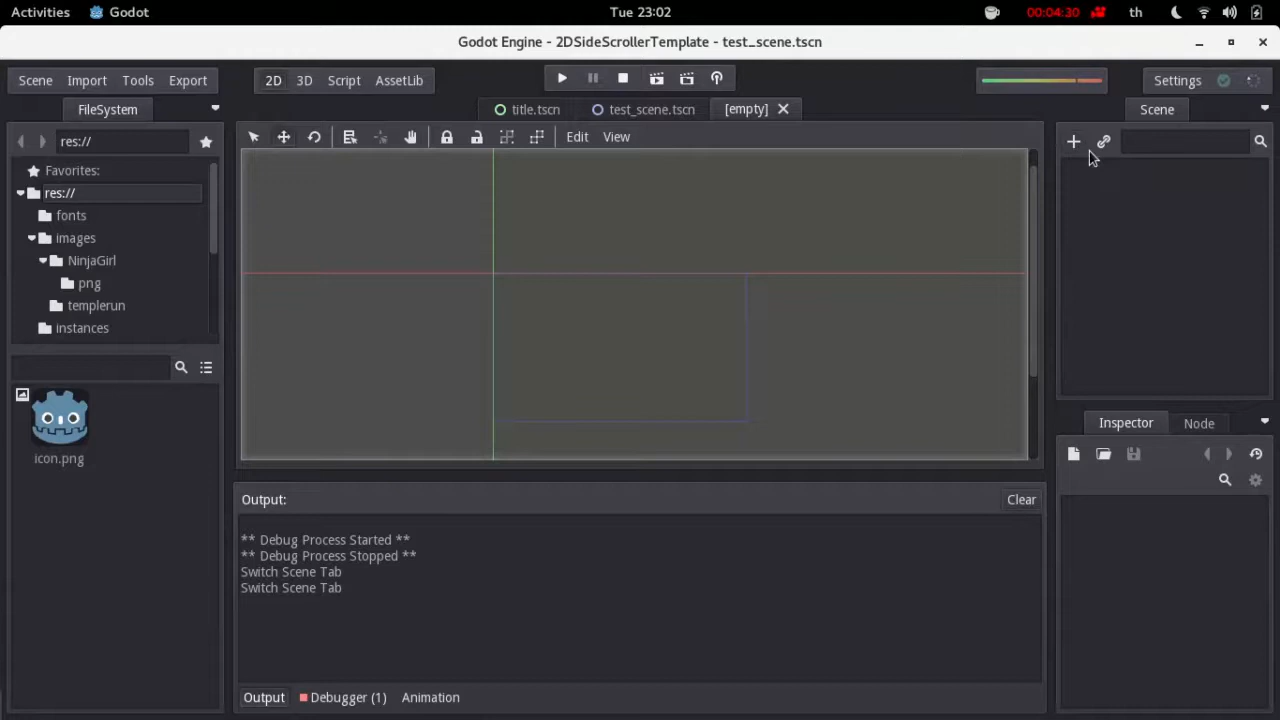 Activities Godot Tue 23:02 00:04:30 th
Godot Engine - 2DSideScrollerTemplate - test_scene.tscn
Scene Import Tools Export 2D 3D Script AssetLib Settings
FileSystem title.tscn test_scene.tscn [empty] Scene
res:// Edit View
Favorites:
res://
fonts
images
NinjaGirl
png
templerun
instances
icon.png
Inspector Node
Output: Clear
** Debug Process Started **
** Debug Process Stopped **
Switch Scene Tab
Switch Scene Tab
Output Debugger (1) Animation